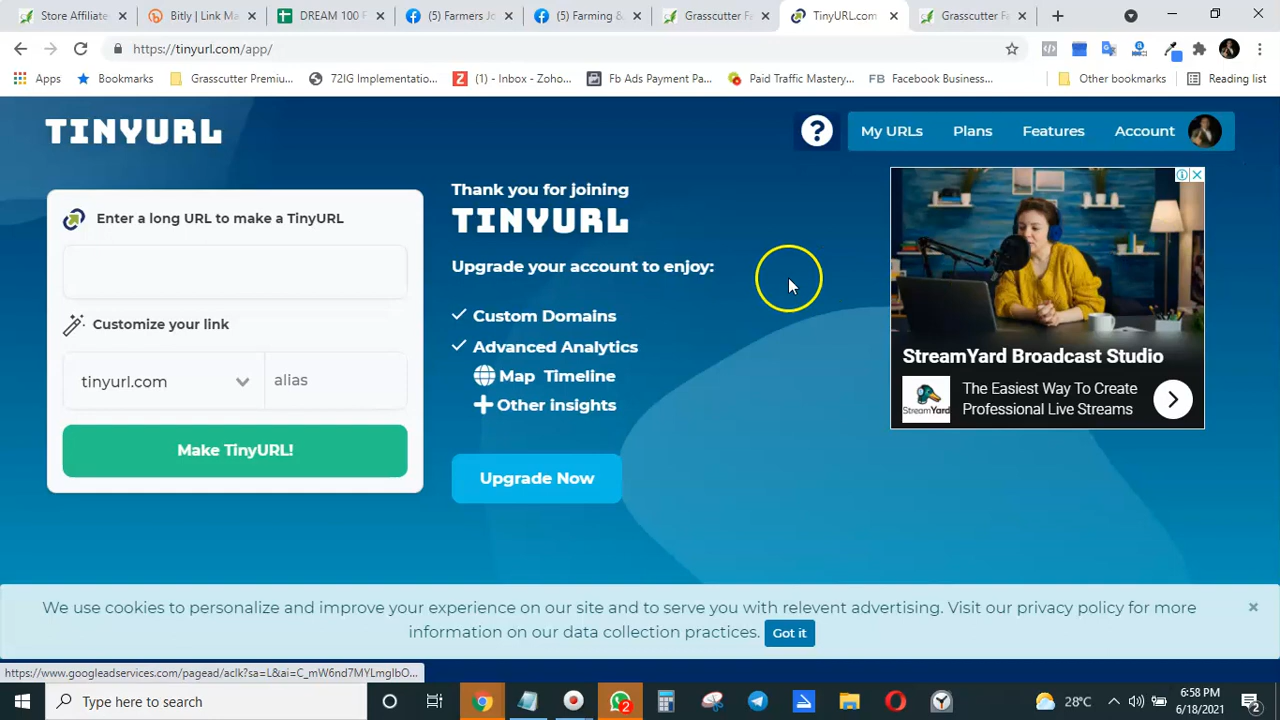 Store Affiliate
Bitly | Link Ma
DREAM 100 F
(5) Farmers Jo
(5) Farming &
Grasscutter F
TinyURL.com
Grasscutter Fa
https://tinyurl.com/app/
Apps
Bookmarks
Grasscutter Premiu...
72IG Implementatio...
(1) - Inbox - Zoho...
Fb Ads Payment Pa...
Paid Traffic Mastery...
FB Facebook Business...
Other bookmarks
Reading list
TINYURL
?
My URLs
Plans
Features
Account
Enter a long URL to make a TinyURL
Customize your link
tinyurl.com
alias
Make TinyURL!
Thank you for joining
TINYURL
Upgrade your account to enjoy:
Custom Domains
Advanced Analytics
Map Timeline
Other insights
Upgrade Now
StreamYard Broadcast Studio
StreamYard
The Easiest Way To Create
Professional Live Streams
We use cookies to personalize and improve your experience on our site and to serve you with relevent advertising. Visit our privacy policy for more
information on our data collection practices. Got it
Type here to search
2
28°C
6:58 PM
6/18/2021
2